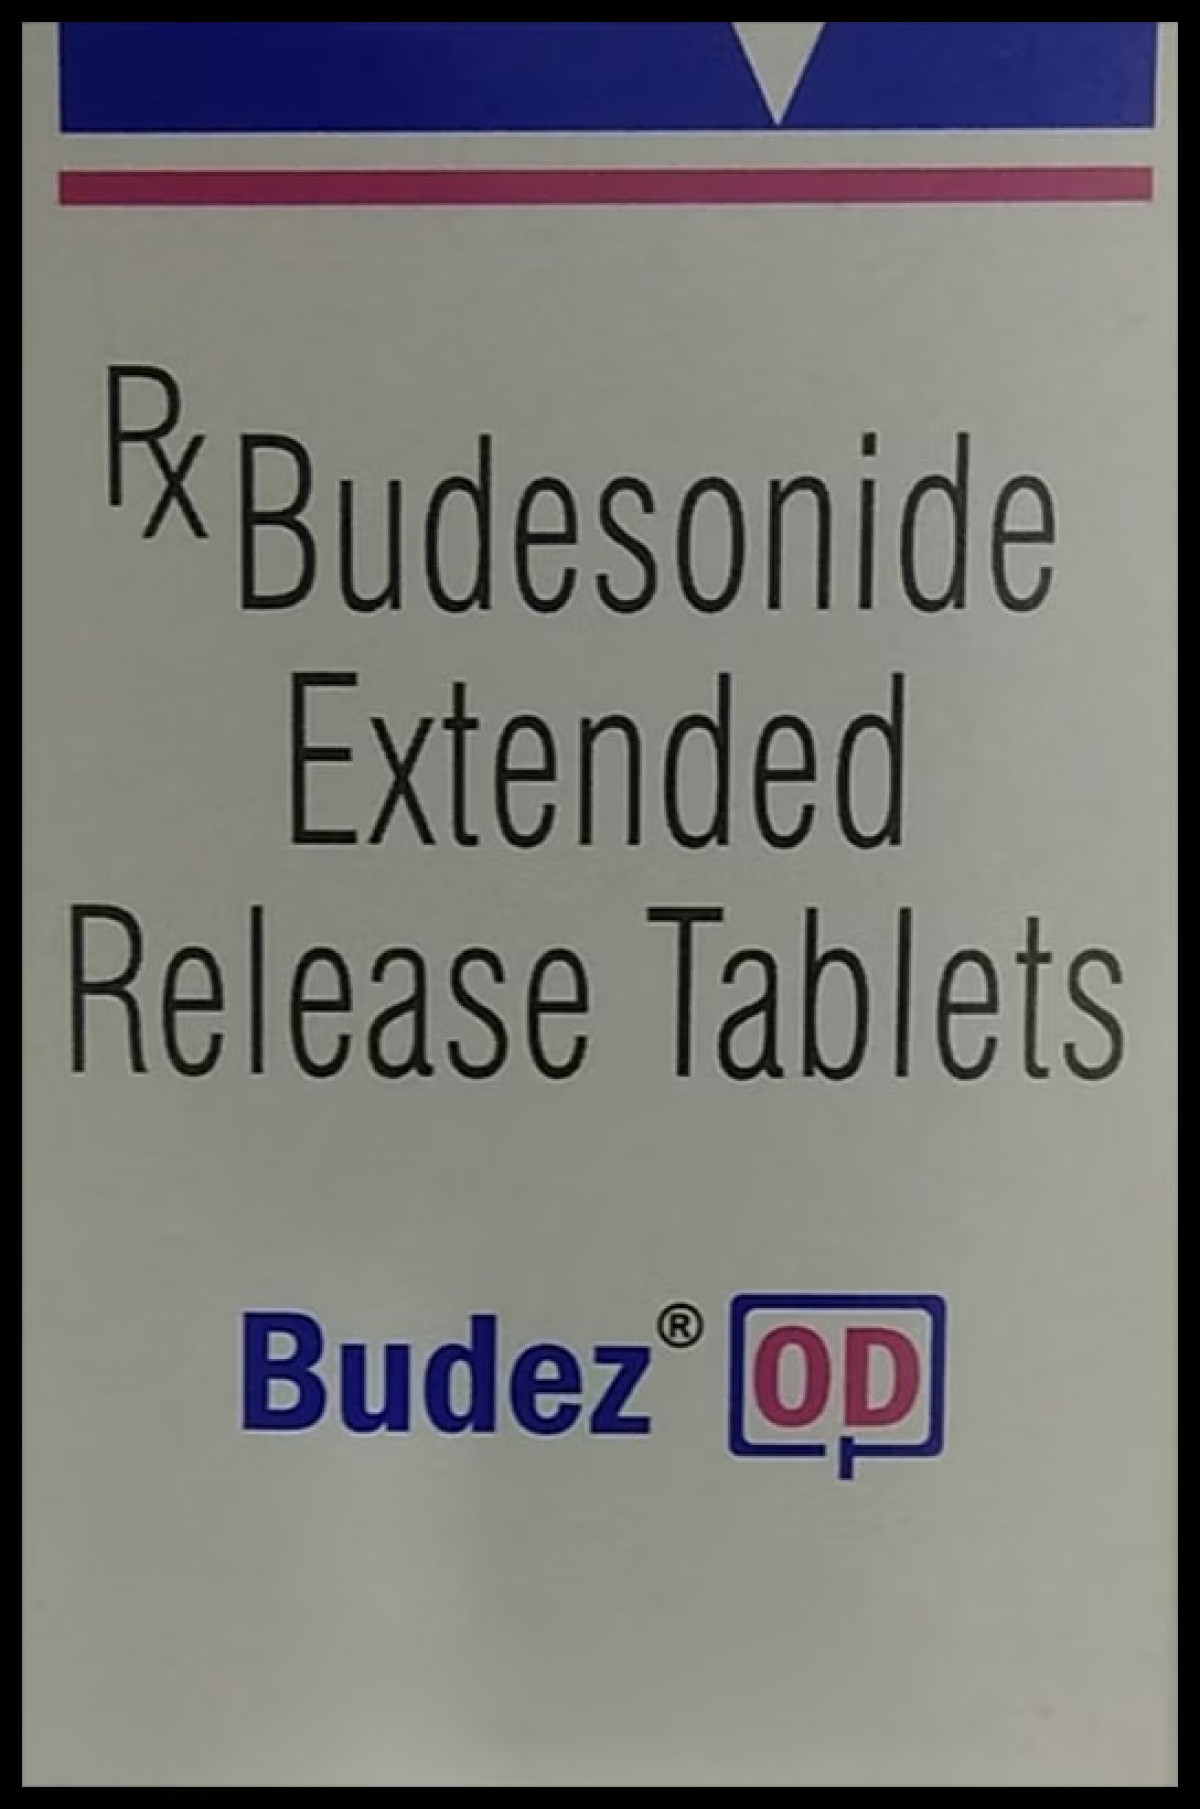 Rx Budesonide
Extended
Release Tablets
Budez® OD